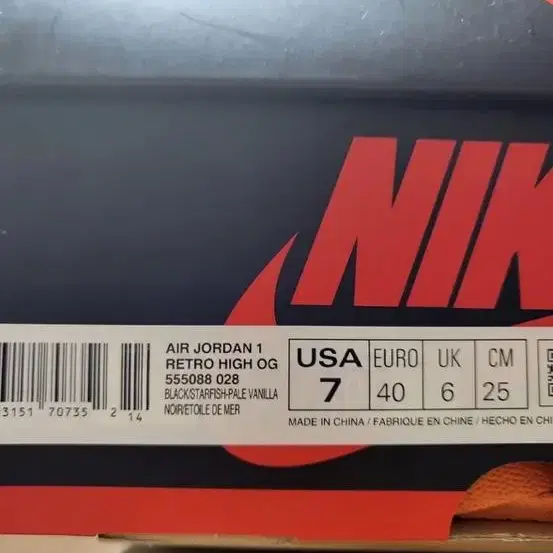 NIK
AIR JORDAN 1
RETRO HIGH OG
555088 028
BLACK/STARFISH-PALE VANILLA
NOIR/ETOILE DE MER
USA EURO UK CM
7 40 6 25
3151 70735 2 14
MADE IN CHINA / FABRIQUE EN CHINE / HECHO EN CHI